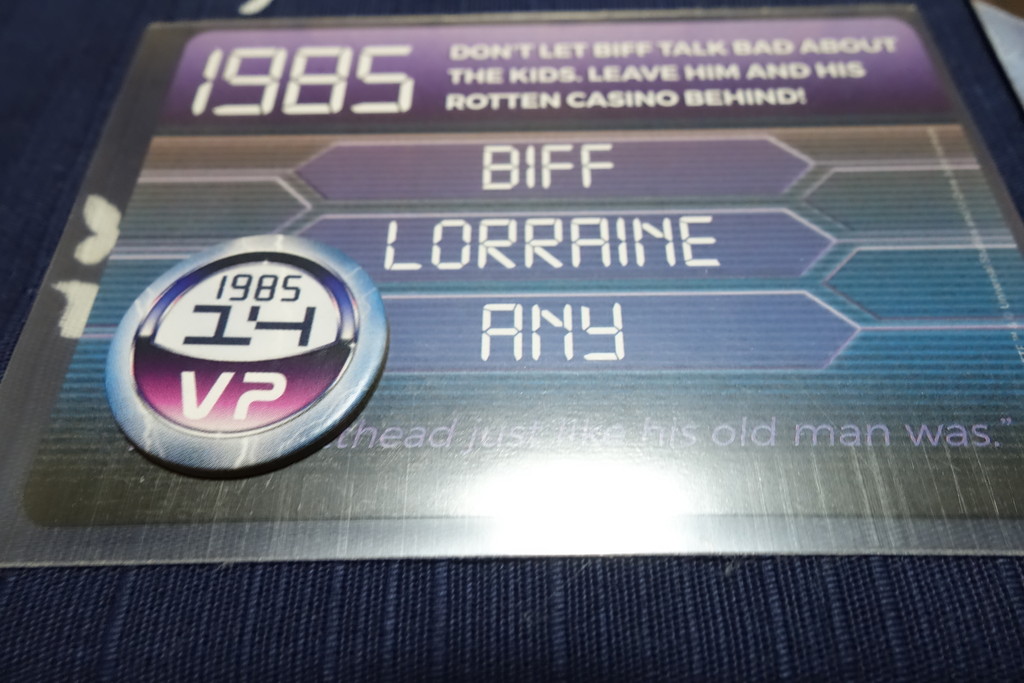 1985
DON'T LET BIFF TALK BAD ABOUT
THE KIDS. LEAVE HIM AND HIS
ROTTEN CASINO BEHIND!
BIFF
LORRAINE
ANY
1985
14
VP
thead just like his old man was."